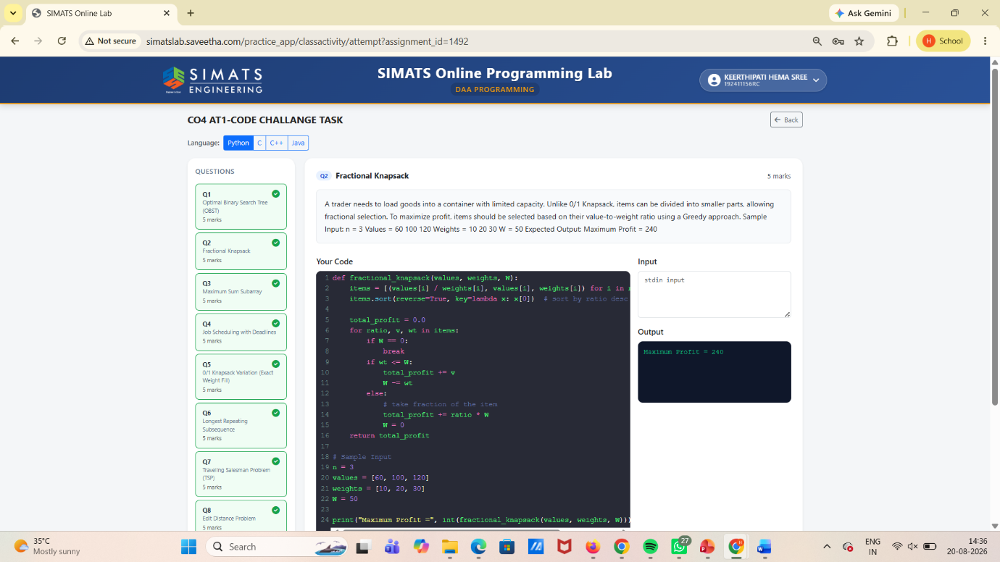 SIMATS Online Lab
Ask Gemini
Not secure
simatslab.saveetha.com/practice_app/classactivity/attempt?assignment_id=1492
H School
SIMATS
ENGINEERING
SIMATS Online Programming Lab
DAA PROGRAMMING
KEERTHIPATI HEMA SREE
192411156RC
CO4 AT1-CODE CHALLANGE TASK
← Back
Language: Python C C++ Java
QUESTIONS
Q1
Optimal Binary Search Tree
(OBST)
5 marks
Q2
Fractional Knapsack
5 marks
Q3
Maximum Sum Subarray
5 marks
Q4
Job Scheduling with Deadlines
5 marks
Q5
0/1 Knapsack Variation (Exact
Weight Fill)
5 marks
Q6
Longest Repeating
Subsequence
5 marks
Q7
Traveling Salesman Problem
(TSP)
5 marks
Q8
Edit Distance Problem
5 marks
Q2 Fractional Knapsack
5 marks
A trader needs to load goods into a container with limited capacity. Unlike 0/1 Knapsack, items can be divided into smaller parts, allowing
fractional selection. To maximize profit, items should be selected based on their value-to-weight ratio using a Greedy approach. Sample
Input: n = 3 Values = 60 100 120 Weights = 10 20 30 W = 50 Expected Output: Maximum Profit = 240
Your Code
1 def fractional_knapsack(values, weights, W):
2     items = [(values[i] / weights[i], values[i], weights[i]) for i in
3     items.sort(reverse=True, key=lambda x: x[0])  # sort by ratio desc
4
5     total_profit = 0.0
6     for ratio, v, wt in items:
7         if W == 0:
8             break
9         if wt <= W:
10             total_profit += v
11             W -= wt
12         else:
13             # take fraction of the item
14             total_profit += ratio * W
15             W = 0
16     return total_profit
17
18 # Sample Input
19 n = 3
20 values = [60, 100, 120]
21 weights = [10, 20, 30]
22 W = 50
23
24 print("Maximum Profit =", int(fractional_knapsack(values, weights, W)))
Input
stdin input
Output
Maximum Profit = 240
35°C
Mostly sunny
Search
27
ENG
IN
14:36
20-08-2026